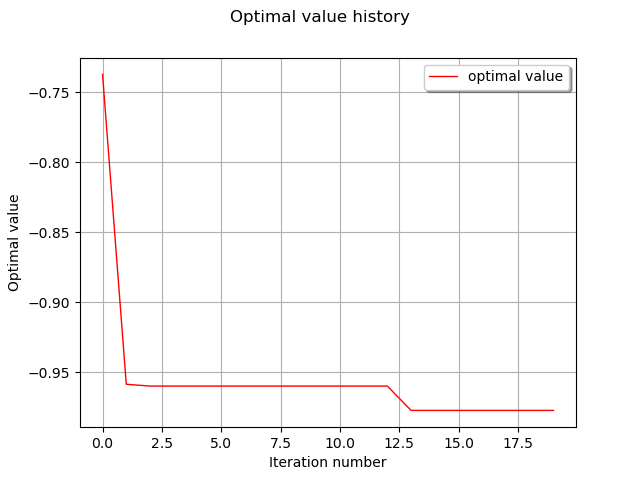 Optimal value history
optimal value
−0.75
−0.80
−0.85
−0.90
−0.95
Optimal value
0.0 2.5 5.0 7.5 10.0 12.5 15.0 17.5
Iteration number